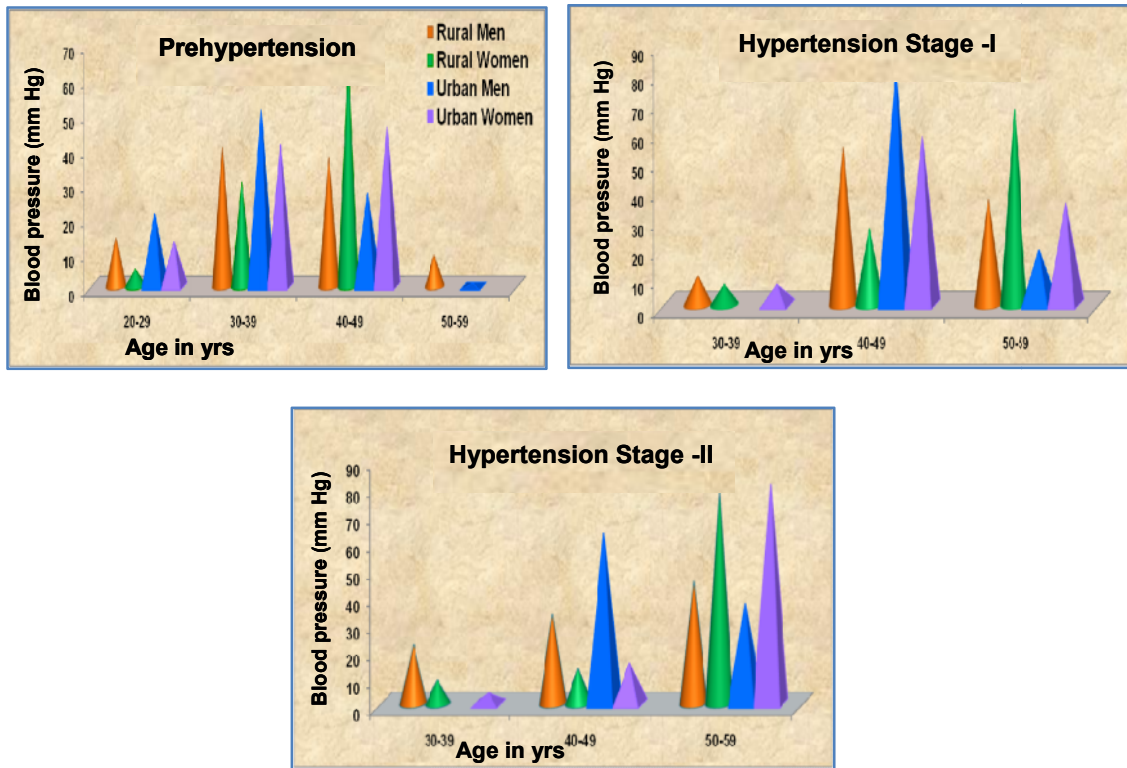 Prehypertension
Rural Men
Rural Women
Urban Men
Urban Women
Blood pressure (mm Hg)
70
60
50
40
30
20
10
0
20-29
30-39
40-49
50-59
Age in yrs
Hypertension Stage -I
Blood pressure (mm Hg)
90
80
70
60
50
40
30
20
10
0
30-39
40-49
50-59
Age in yrs
Hypertension Stage -II
Blood pressure (mm Hg)
90
80
70
60
50
40
30
20
10
0
30-39
40-49
50-59
Age in yrs